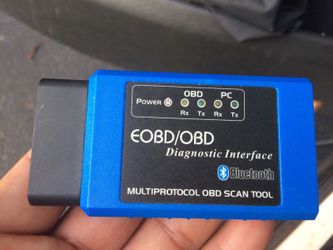 OBD PC
POWER Rx Tx Rx Tx
EOBD/OBD
Diagnostic Interface
Bluetooth
MULTIPROTOCOL OBD SCAN TOOL